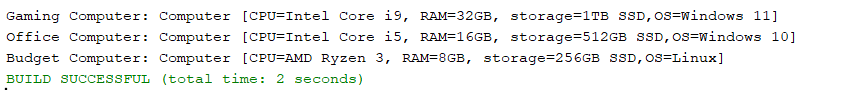 Gaming Computer: Computer [CPU=Intel Core i9, RAM=32GB, storage=1TB SSD,OS=Windows 11]
Office Computer: Computer [CPU=Intel Core i5, RAM=16GB, storage=512GB SSD,OS=Windows 10]
Budget Computer: Computer [CPU=AMD Ryzen 3, RAM=8GB, storage=256GB SSD,OS=Linux]
BUILD SUCCESSFUL (total time: 2 seconds)